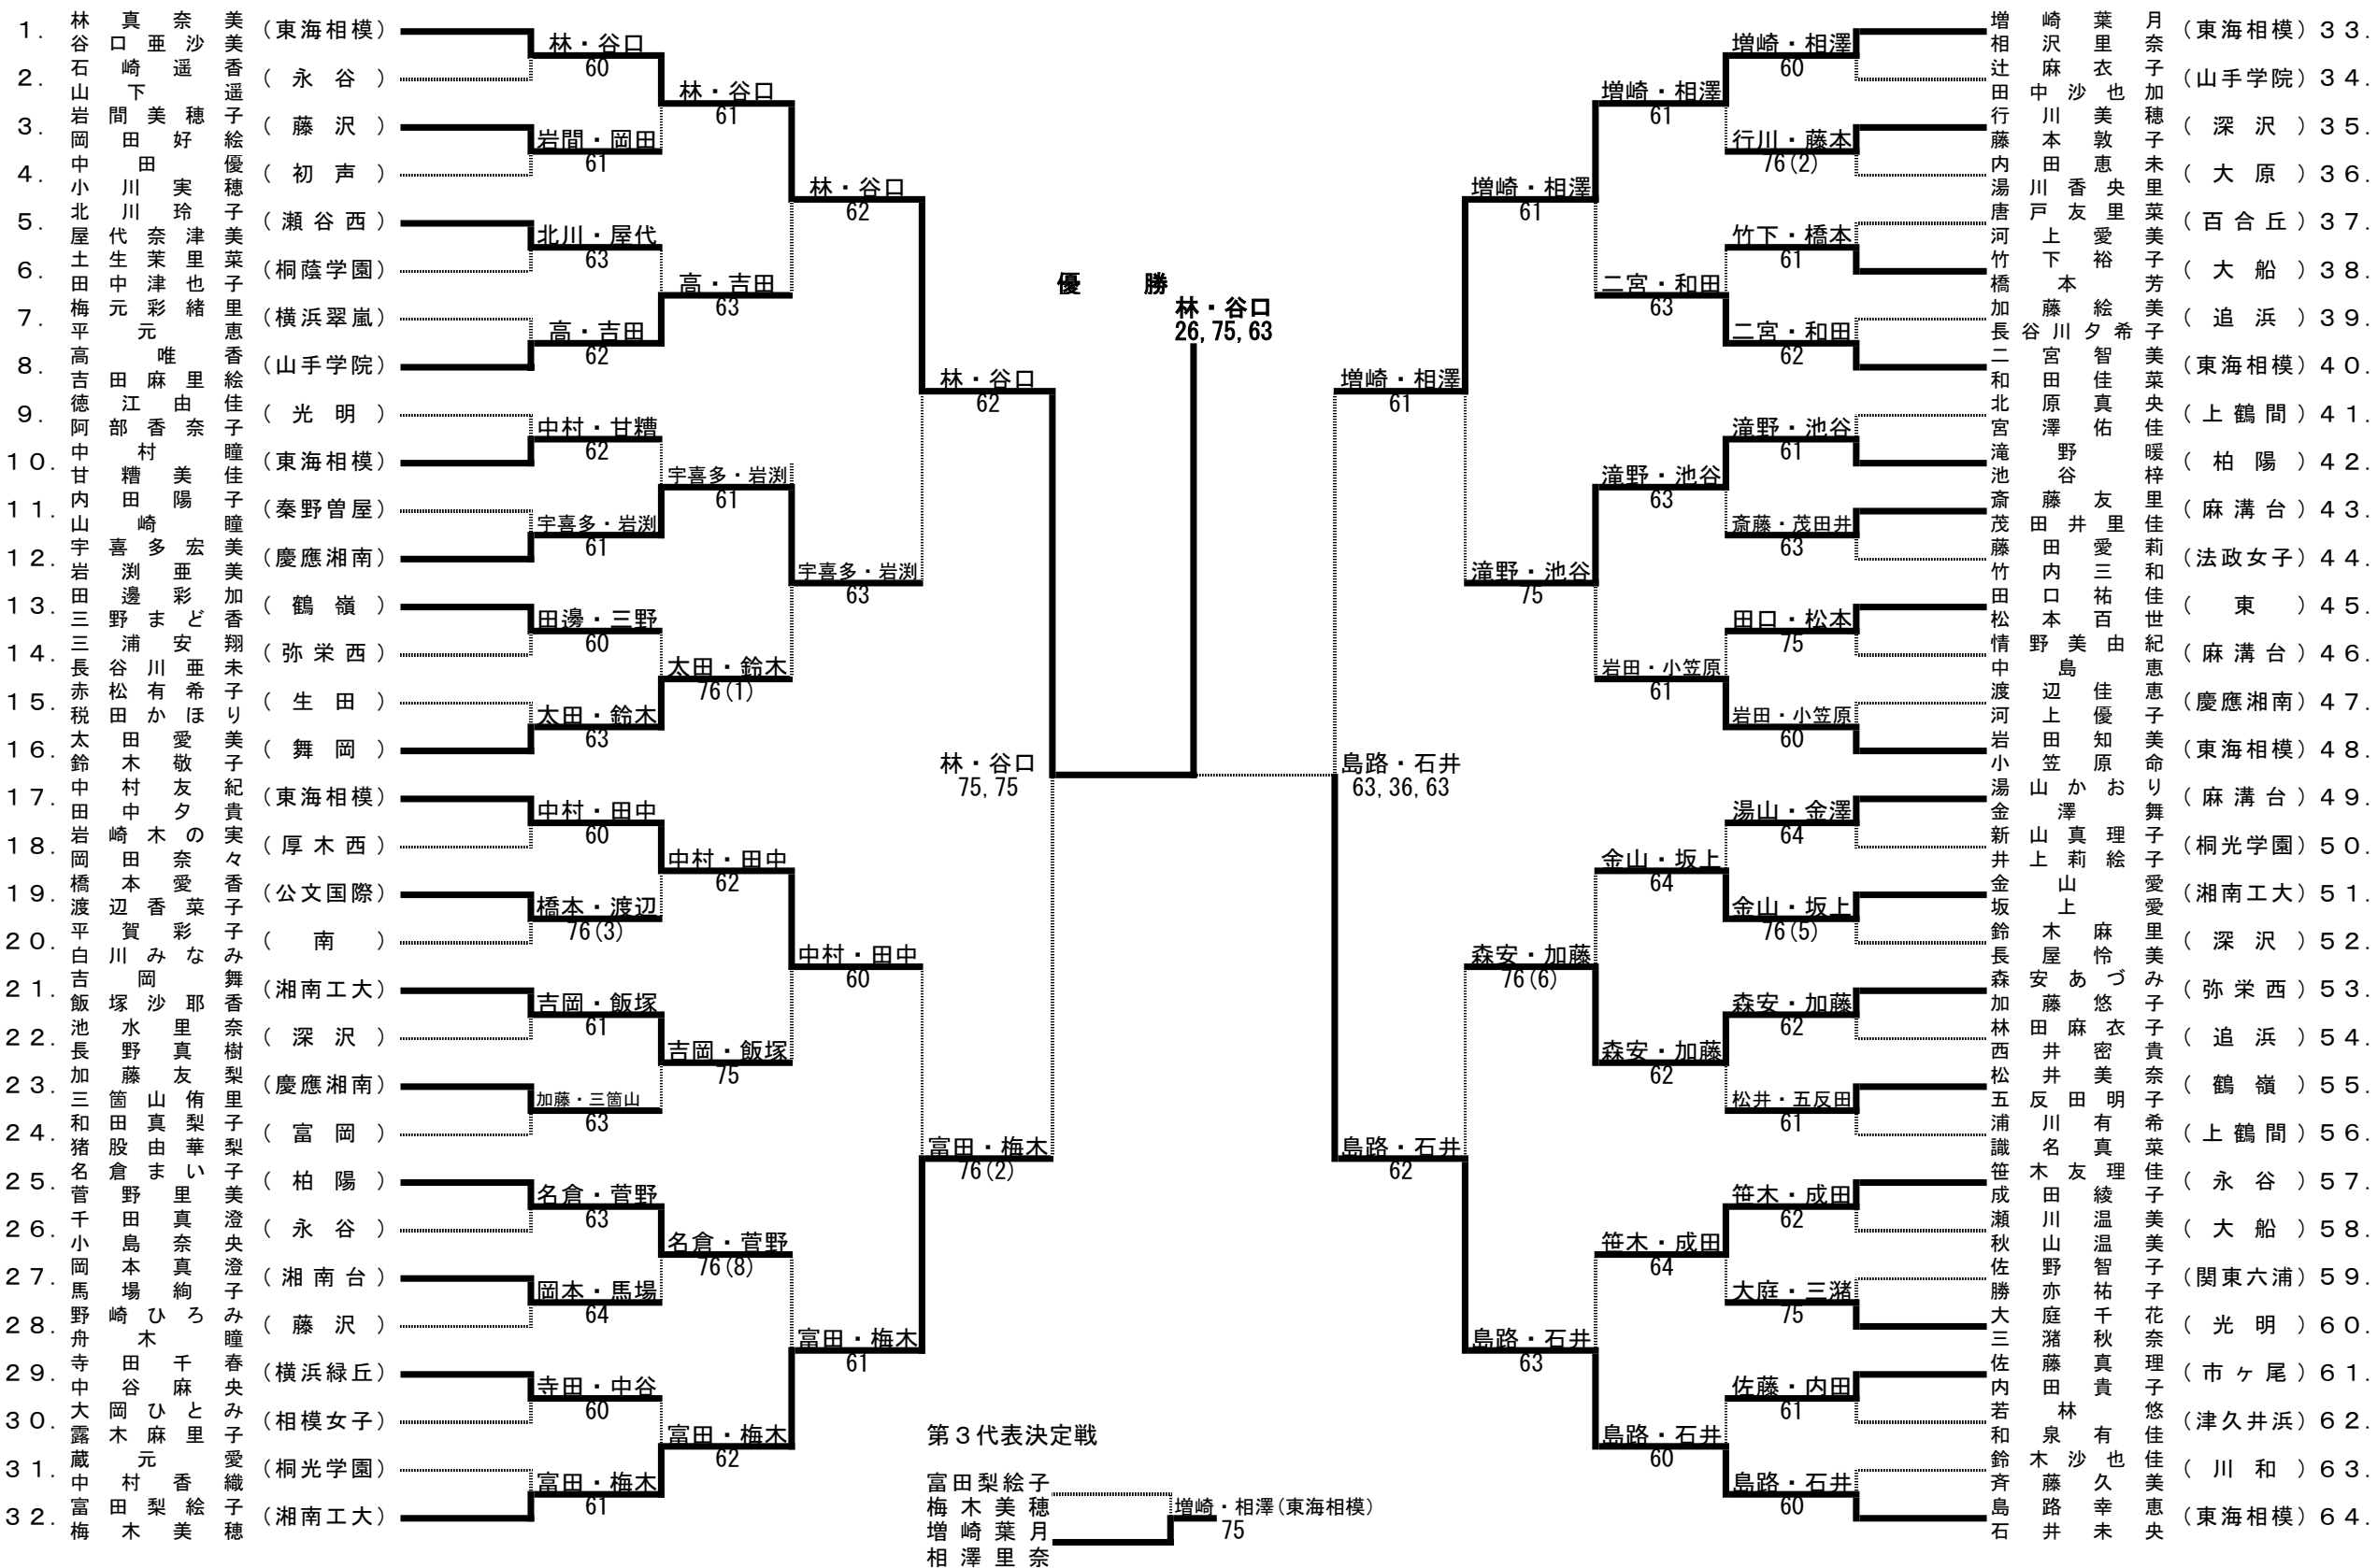 1. 林真奈美 谷口亜沙美 (東海相模)
2. 石崎遥香 山下遥 (永谷)
3. 岩間美穂子 岡田好絵 (藤沢)
4. 中田優 小川実穂 (初声)
5. 北川玲子 屋代奈津美 (瀬谷西)
6. 土生茉里菜 田中津也子 (桐蔭学園)
7. 梅元彩緒里 平元恵 (横浜翠嵐)
8. 高唯香 吉田麻里絵 (山手学院)
9. 徳江由佳 阿部香奈子 (光明)
10. 中村瞳 甘糟美佳 (東海相模)
11. 内田陽子 山崎瞳 (秦野曽屋)
12. 宇喜多宏美 岩渕亜美 (慶應湘南)
13. 田邊彩加 三野まど香 (鶴嶺)
14. 三浦安翔 長谷川亜未 (弥栄西)
15. 赤松有希子 税田かほり (生田)
16. 太田愛美 鈴木敬子 (舞岡)
17. 中村友紀 田中夕貴 (東海相模)
18. 岩崎木の実 岡田奈々 (厚木西)
19. 橋本愛香 渡辺香菜子 (公文国際)
20. 平賀彩子 白川みなみ (南)
21. 吉岡舞 飯塚沙耶香 (湘南工大)
22. 池水里奈 長野真樹 (深沢)
23. 加藤友梨 三箇山侑里 (慶應湘南)
24. 和田真梨子 猪股由華梨 (富岡)
25. 名倉まい子 菅野里美 (柏陽)
26. 千田真澄 小島奈央 (永谷)
27. 岡本真澄 馬場絢子 (湘南台)
28. 野崎ひろみ 舟木瞳 (藤沢)
29. 寺田千春 中谷麻央 (横浜緑丘)
30. 大岡ひとみ 露木麻里子 (相模女子)
31. 蔵元愛 中村香織 (桐光学園)
32. 富田梨絵子 梅木美穂 (湘南工大)
林・谷口 60
岩間・岡田 61
北川・屋代 63
高・吉田 62
中村・甘糟 62
宇喜多・岩渕 61
田邊・三野 60
太田・鈴木 63
中村・田中 60
橋本・渡辺 76(3)
吉岡・飯塚 61
加藤・三箇山 63
名倉・菅野 63
岡本・馬場 64
寺田・中谷 60
富田・梅木 61
林・谷口 61
高・吉田 63
宇喜多・岩渕 61
太田・鈴木 76(1)
中村・田中 62
吉岡・飯塚 75
名倉・菅野 76(8)
富田・梅木 62
林・谷口 62
宇喜多・岩渕 63
中村・田中 60
富田・梅木 61
林・谷口 62
富田・梅木 76(2)
林・谷口 75,75
優勝
林・谷口
26,75,63
島路・石井 63,36,63
増崎・相澤 61
島路・石井 62
増崎・相澤 61
滝野・池谷 75
森安・加藤 76(6)
島路・石井 63
増崎・相澤 61
二宮・和田 63
滝野・池谷 63
岩田・小笠原 61
金山・坂上 64
森安・加藤 62
笹木・成田 64
島路・石井 60
増崎・相澤 60
行川・藤本 76(2)
竹下・橋本 61
二宮・和田 62
滝野・池谷 61
斎藤・茂田井 63
田口・松本 75
岩田・小笠原 60
湯山・金澤 64
金山・坂上 76(5)
森安・加藤 62
松井・五反田 61
笹木・成田 62
大庭・三潴 75
佐藤・内田 61
島路・石井 60
増崎葉月 相沢里奈 (東海相模) 33.
辻麻衣子 田中沙也加 (山手学院) 34.
行川美穂 藤本敦子 (深沢) 35.
内田恵未 湯川香央里 (大原) 36.
唐戸友里菜 河上愛美 (百合丘) 37.
竹下裕子 橋本芳 (大船) 38.
加藤絵美 長谷川夕希子 (追浜) 39.
二宮智美 和田佳菜 (東海相模) 40.
北原真央 宮澤佑佳 (上鶴間) 41.
滝野暖 池谷梓 (柏陽) 42.
斎藤友里 茂田井里佳 (麻溝台) 43.
藤田愛莉 竹内三和 (法政女子) 44.
田口祐佳 松本百世 (東) 45.
情野美由紀 中島恵 (麻溝台) 46.
渡辺佳恵 河上優子 (慶應湘南) 47.
岩田知美 小笠原命 (東海相模) 48.
湯山かおり 金澤舞 (麻溝台) 49.
新山真理子 井上莉絵子 (桐光学園) 50.
金山愛 坂上愛 (湘南工大) 51.
鈴木麻里 長屋怜美 (深沢) 52.
森安あづみ 加藤悠子 (弥栄西) 53.
林田麻衣子 西井密貴 (追浜) 54.
松井美奈 五反田明子 (鶴嶺) 55.
浦川有希 識名真菜 (上鶴間) 56.
笹木友理佳 成田綾子 (永谷) 57.
瀬川温美 秋山温美 (大船) 58.
佐野智子 勝亦祐子 (関東六浦) 59.
大庭千花 三潴秋奈 (光明) 60.
佐藤真理 内田貴子 (市ヶ尾) 61.
若林悠 和泉有佳 (津久井浜) 62.
鈴木沙也佳 斉藤久美 (川和) 63.
島路幸恵 石井未央 (東海相模) 64.
第3代表決定戦
富田梨絵子
梅木美穂
増崎葉月
相澤里奈
増崎・相澤(東海相模)
75